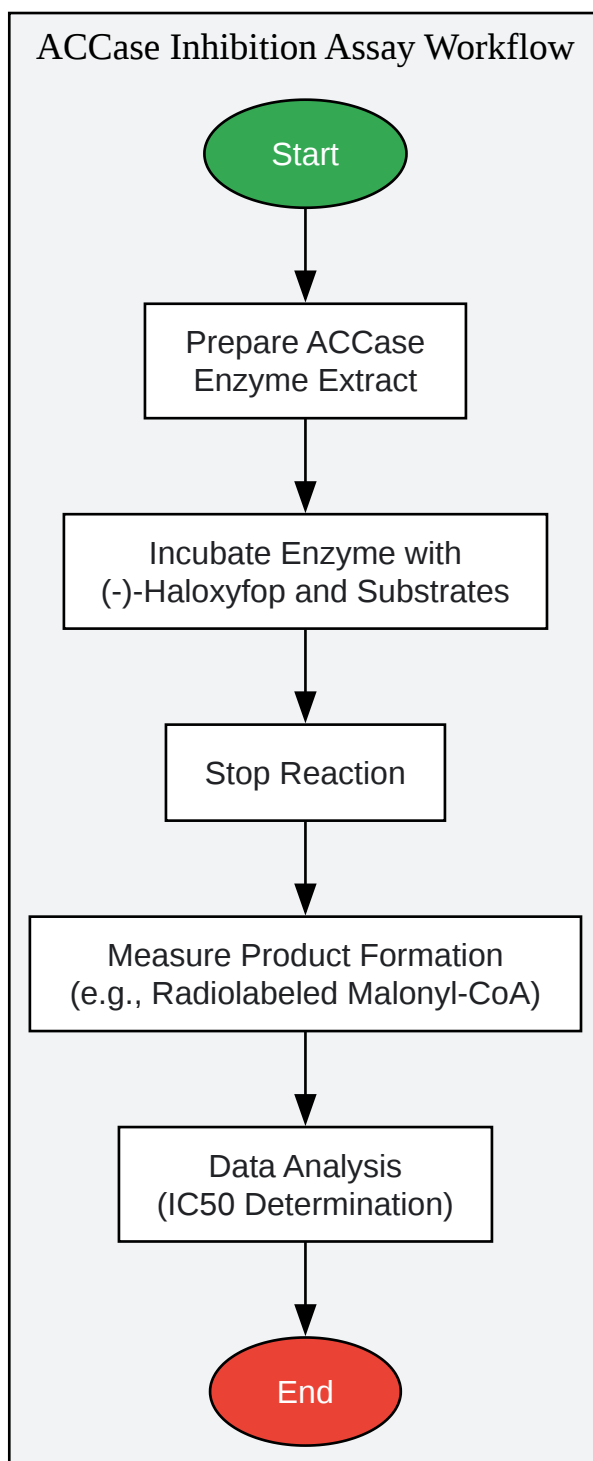 ACCase Inhibition Assay Workflow
Start
Prepare ACCase
Enzyme Extract
Incubate Enzyme with
(-)-Haloxyfop and Substrates
Stop Reaction
Measure Product Formation
(e.g., Radiolabeled Malonyl-CoA)
Data Analysis
(IC50 Determination)
End